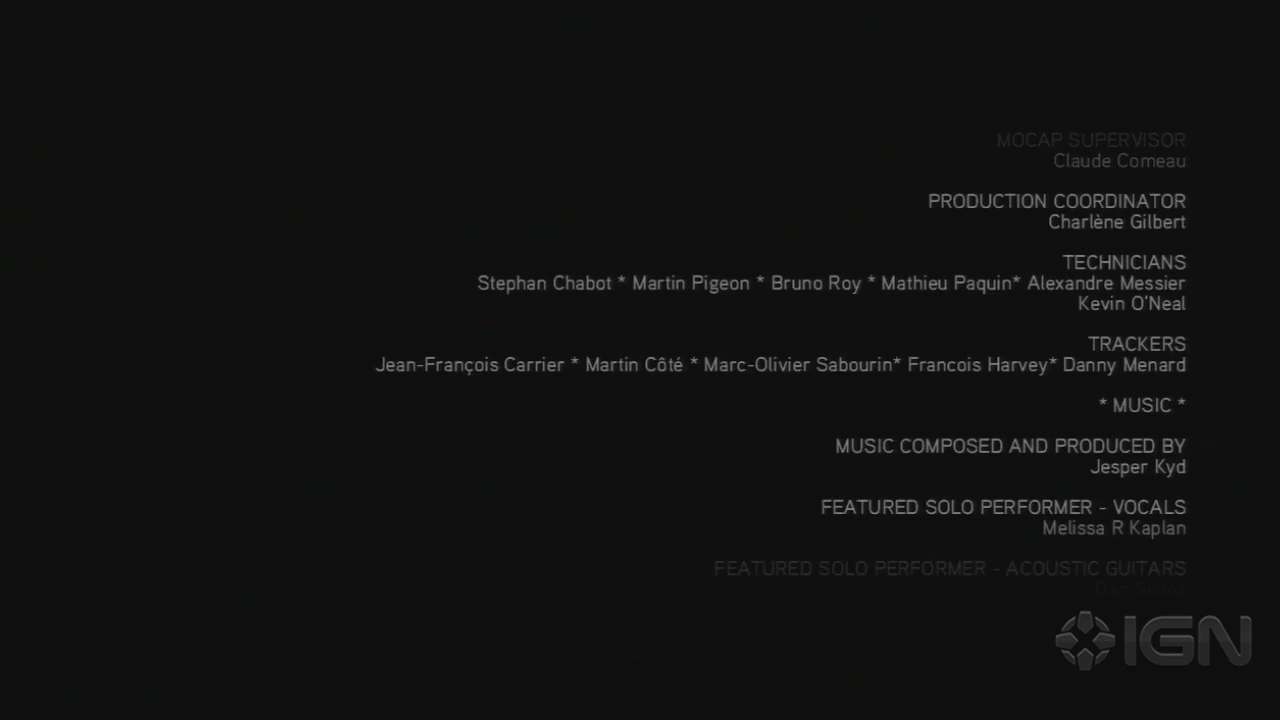 MOCAP SUPERVISOR
Claude Comeau
PRODUCTION COORDINATOR
Charlène Gilbert
TECHNICIANS
Stephan Chabot * Martin Pigeon * Bruno Roy * Mathieu Paquin* Alexandre Messier
Kevin O'Neal
TRACKERS
Jean-François Carrier * Martin Côté * Marc-Olivier Sabourin* Francois Harvey* Danny Menard
* MUSIC *
MUSIC COMPOSED AND PRODUCED BY
Jesper Kyd
FEATURED SOLO PERFORMER - VOCALS
Melissa R Kaplan
FEATURED SOLO PERFORMER - ACOUSTIC GUITARS
IGN